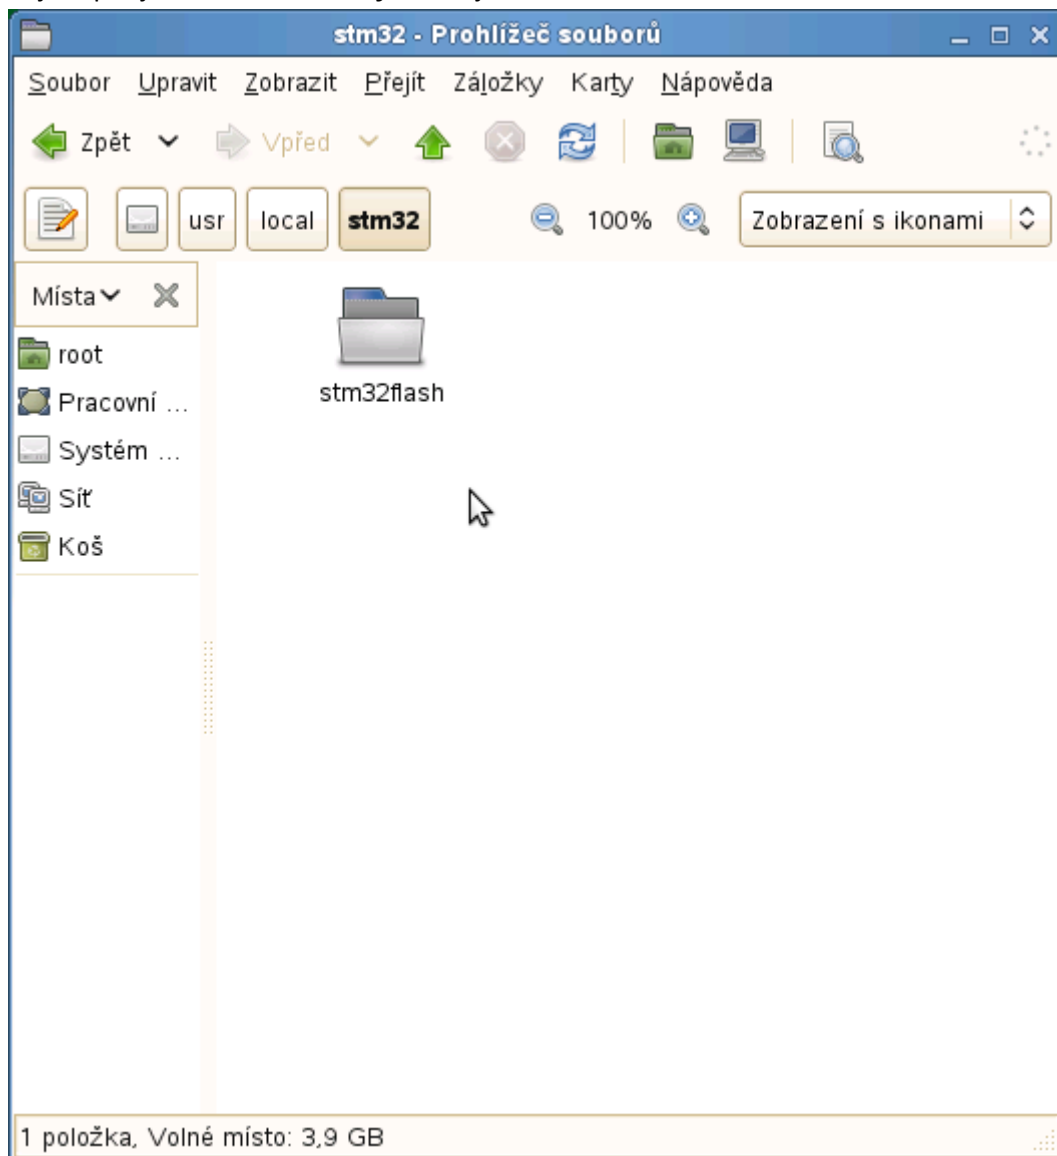 stm32 - Prohlížeč souborů
Soubor Upravit Zobrazit Přejít Záložky Karty Nápověda
Zpět Vpřed
usr local stm32 100% Zobrazení s ikonami
Místa
root
Pracovní ...
Systém ...
Síť
Koš
stm32flash
1 položka, Volné místo: 3,9 GB